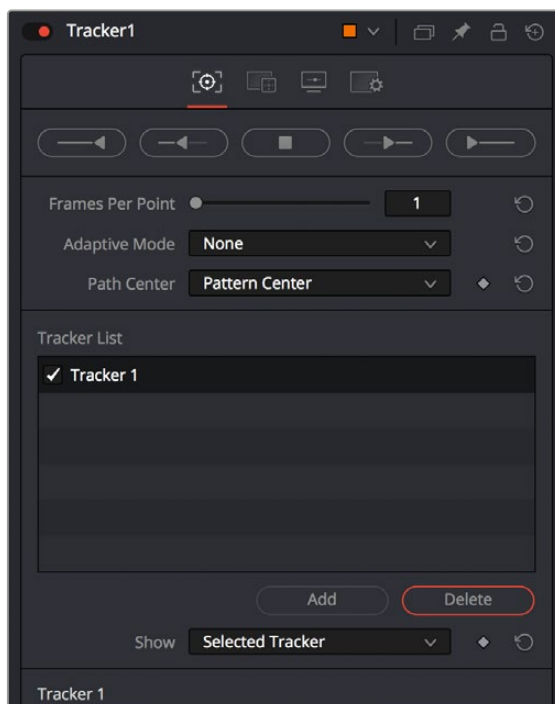 Tracker1
Frames Per Point 1
Adaptive Mode None
Path Center Pattern Center
Tracker List
Tracker 1
Add Delete
Show Selected Tracker
Tracker 1